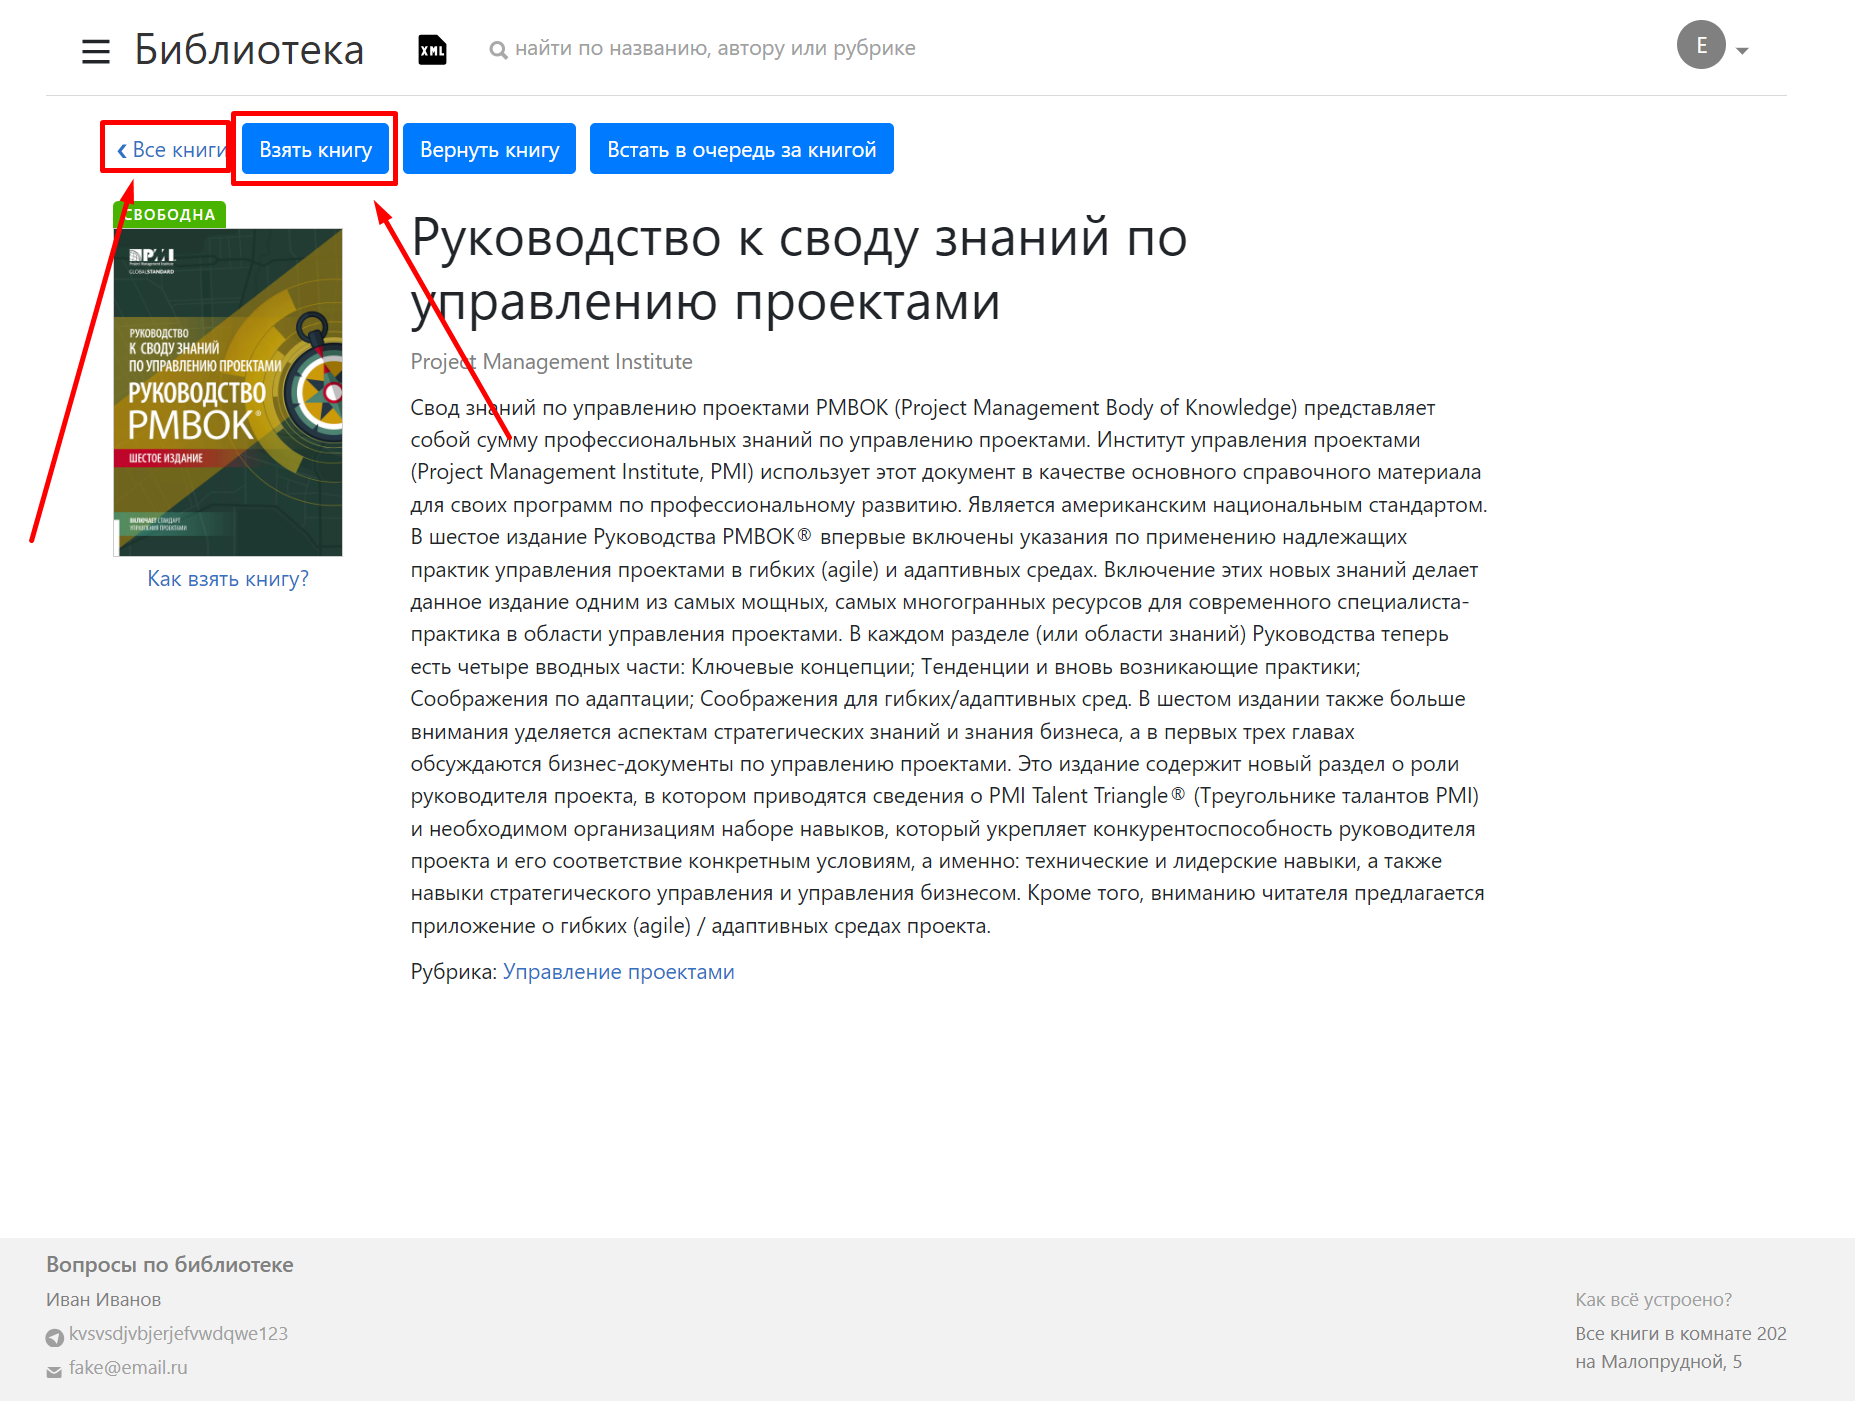 Библиотека
XML
найти по названию, автору или рубрике
E
Все книги
Взять книгу
Вернуть книгу
Встать в очередь за книгой
СВОБОДНА
PMI
Project Management Institute
GLOBALSTANDARD
РУКОВОДСТВО
К СВОДУ ЗНАНИЙ
ПО УПРАВЛЕНИЮ ПРОЕКТАМИ
РУКОВОДСТВО
PMBOK®
ШЕСТОЕ ИЗДАНИЕ
ВКЛЮЧАЕТ СТАНДАРТ
УПРАВЛЕНИЯ ПРОЕКТОМ
Как взять книгу?
Руководство к своду знаний по
управлению проектами
Project Management Institute
Свод знаний по управлению проектами PMBOK (Project Management Body of Knowledge) представляет
собой сумму профессиональных знаний по управлению проектами. Институт управления проектами
(Project Management Institute, PMI) использует этот документ в качестве основного справочного материала
для своих программ по профессиональному развитию. Является американским национальным стандартом.
В шестое издание Руководства PMBOK® впервые включены указания по применению надлежащих
практик управления проектами в гибких (agile) и адаптивных средах. Включение этих новых знаний делает
данное издание одним из самых мощных, самых многогранных ресурсов для современного специалиста-
практика в области управления проектами. В каждом разделе (или области знаний) Руководства теперь
есть четыре вводных части: Ключевые концепции; Тенденции и вновь возникающие практики;
Соображения по адаптации; Соображения для гибких/адаптивных сред. В шестом издании также больше
внимания уделяется аспектам стратегических знаний и знания бизнеса, а в первых трех главах
обсуждаются бизнес-документы по управлению проектами. Это издание содержит новый раздел о роли
руководителя проекта, в котором приводятся сведения о PMI Talent Triangle® (Треугольнике талантов PMI)
и необходимом организациям наборе навыков, который укрепляет конкурентоспособность руководителя
проекта и его соответствие конкретным условиям, а именно: технические и лидерские навыки, а также
навыки стратегического управления и управления бизнесом. Кроме того, вниманию читателя предлагается
приложение о гибких (agile) / адаптивных средах проекта.
Рубрика: Управление проектами
Вопросы по библиотеке
Иван Иванов
kvsvsdjvbjerjefvwdqwe123
fake@email.ru
Как всё устроено?
Все книги в комнате 202
на Малопрудной, 5